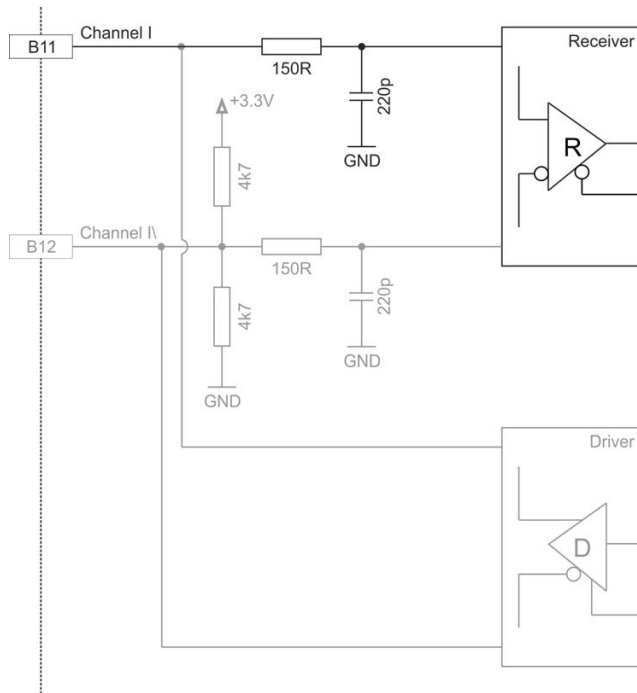 Channel I
B11
Receiver
150R
220p
+3.3V
GND
R
4k7
Channel I\
B12
150R
220p
4k7
GND
GND
Driver
D